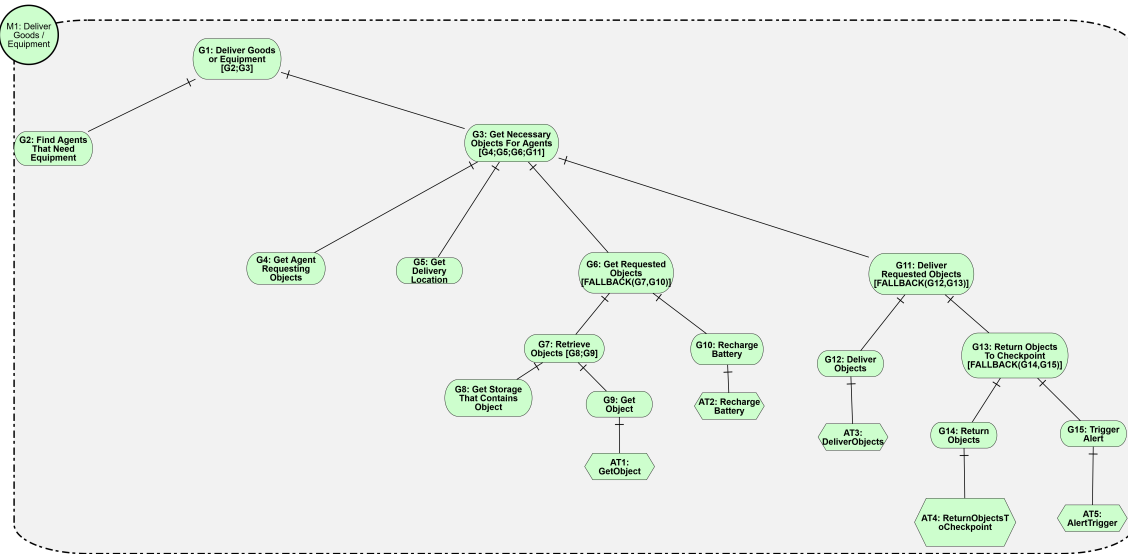 M1: Deliver
Goods /
Equipment
G1: Deliver Goods
or Equipment
[G2;G3]
G2: Find Agents
That Need
Equipment
G3: Get Necessary
Objects For Agents
[G4;G5;G6;G11]
G4: Get Agent
Requesting
Objects
G5: Get
Delivery
Location
G6: Get Requested
Objects
[FALLBACK(G7,G10)]
G11: Deliver
Requested Objects
[FALLBACK(G12,G13)]
G7: Retrieve
Objects [G8;G9]
G10: Recharge
Battery
G12: Deliver
Objects
G13: Return Objects
To Checkpoint
[FALLBACK(G14,G15)]
G8: Get Storage
That Contains
Object
G9: Get
Object
AT2: Recharge
Battery
AT3:
DeliverObjects
G14: Return
Objects
G15: Trigger
Alert
AT1:
GetObject
AT4: ReturnObjectsT
oCheckpoint
AT5:
AlertTrigger